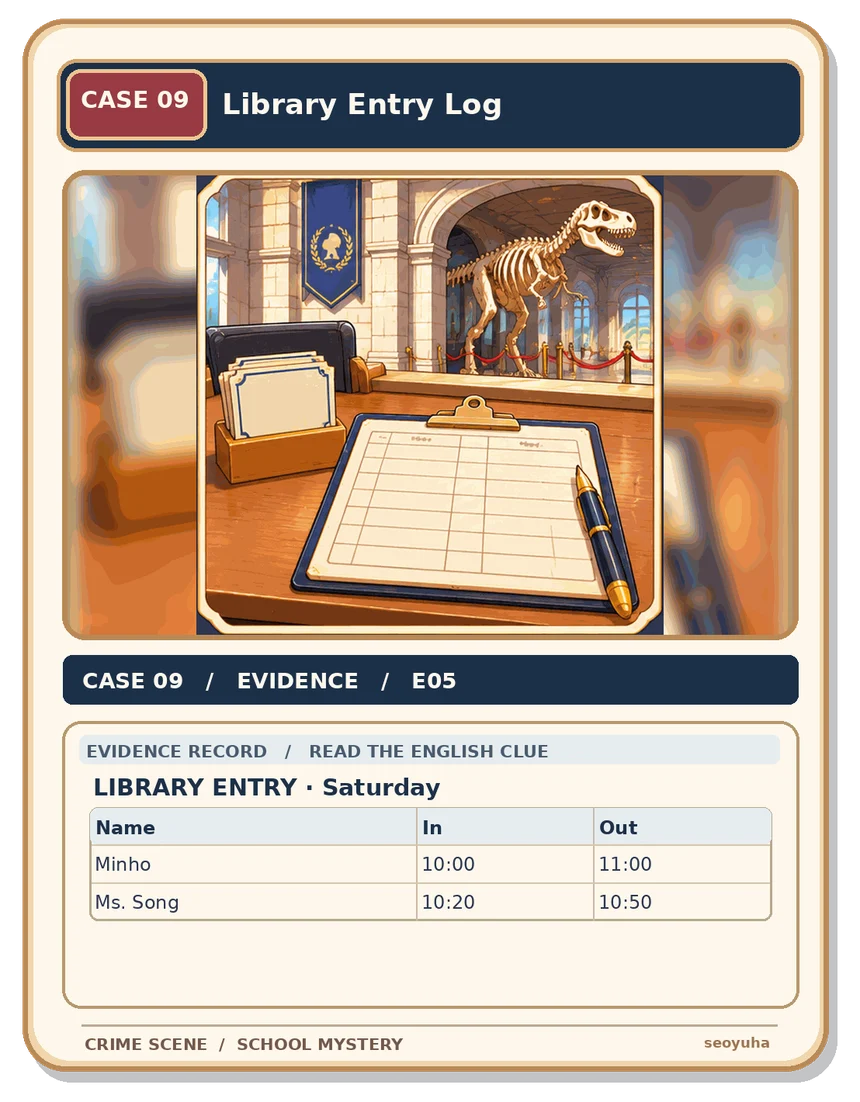 CASE 09 Library Entry Log
CASE 09 / EVIDENCE / E05
EVIDENCE RECORD / READ THE ENGLISH CLUE
LIBRARY ENTRY · Saturday
Name In Out
Minho 10:00 11:00
Ms. Song 10:20 10:50
CRIME SCENE / SCHOOL MYSTERY seoyuha